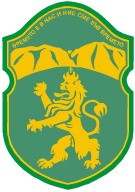 ВРЕМЕТО Е В НАС И НИЕ СМЕ ВЪВ ВРЕМЕТО